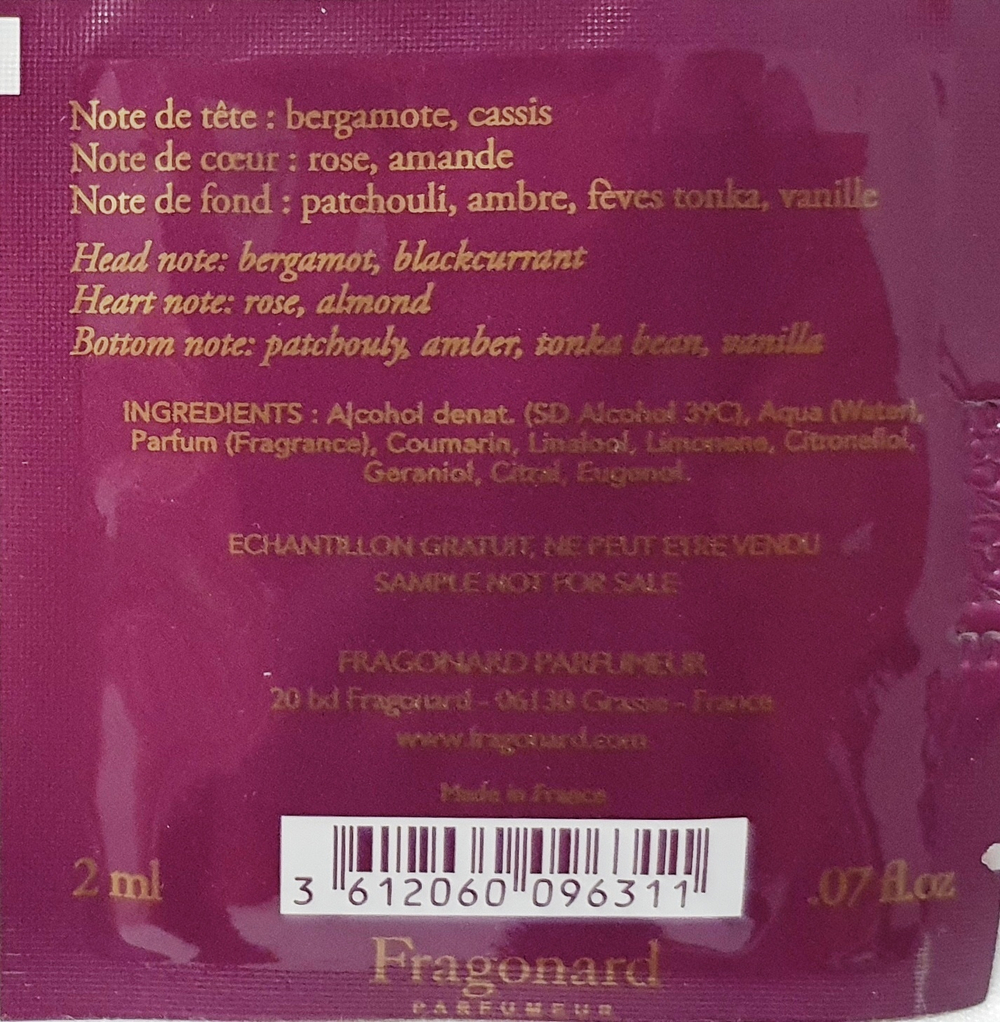 Note de tête : bergamote, cassis
Note de cœur : rose, amande
Note de fond : patchouli, ambre, fèves tonka, vanille
Head note: bergamot, blackcurrant
Heart note: rose, almond
Bottom note: patchouly, amber, tonka bean, vanilla
INGREDIENTS : Alcohol denat. (SD Alcohol 39C), Aqua (Water),
Parfum (Fragrance), Coumarin, Linalool, Limonene, Citronellol,
Geraniol, Citral, Eugenol.
ECHANTILLON GRATUIT, NE PEUT ETRE VENDU
SAMPLE NOT FOR SALE
FRAGONARD PARFUMEUR
20 bd Fragonard - 06130 Grasse - France
www.fragonard.com
Made in France
2 ml
3 612060 096311
.07 fl.oz
Fragonard
PARFUMEUR